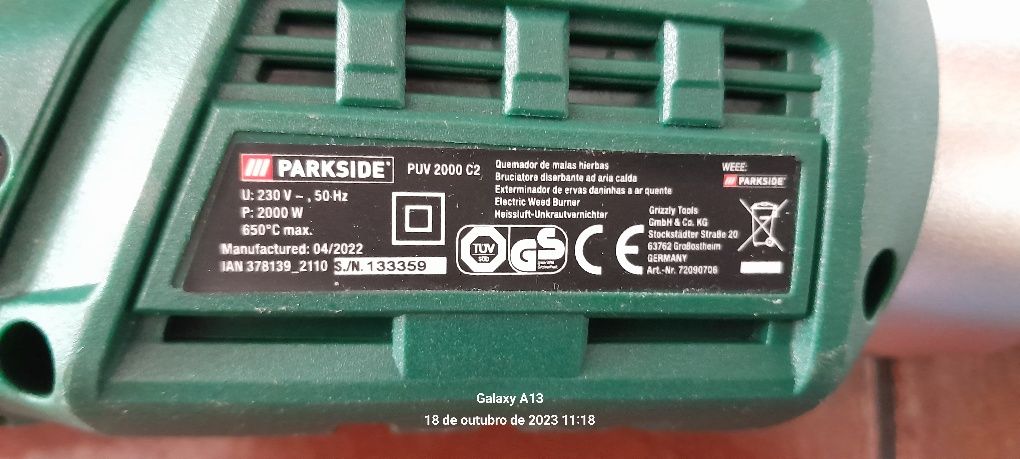 PARKSIDE® PUV 2000 C2
U: 230 V ~ , 50 Hz
P: 2000 W
650°C max.
Manufactured: 04/2022
IAN 378139_2110 S./N. 133359
Quemador de malas hierbas
Bruciatore diserbante ad aria calda
Exterminador de ervas daninhas a ar quente
Electric Weed Burner
Heissluft-Unkrautvernichter
TÜV
SÜD
GS
CE
Grizzly Tools
GmbH & Co. KG
Stockstädter Straße 20
63762 Großostheim
GERMANY
Art.-Nr. 72090706
WEEE:
PARKSIDE
Galaxy A13
18 de outubro de 2023 11:18